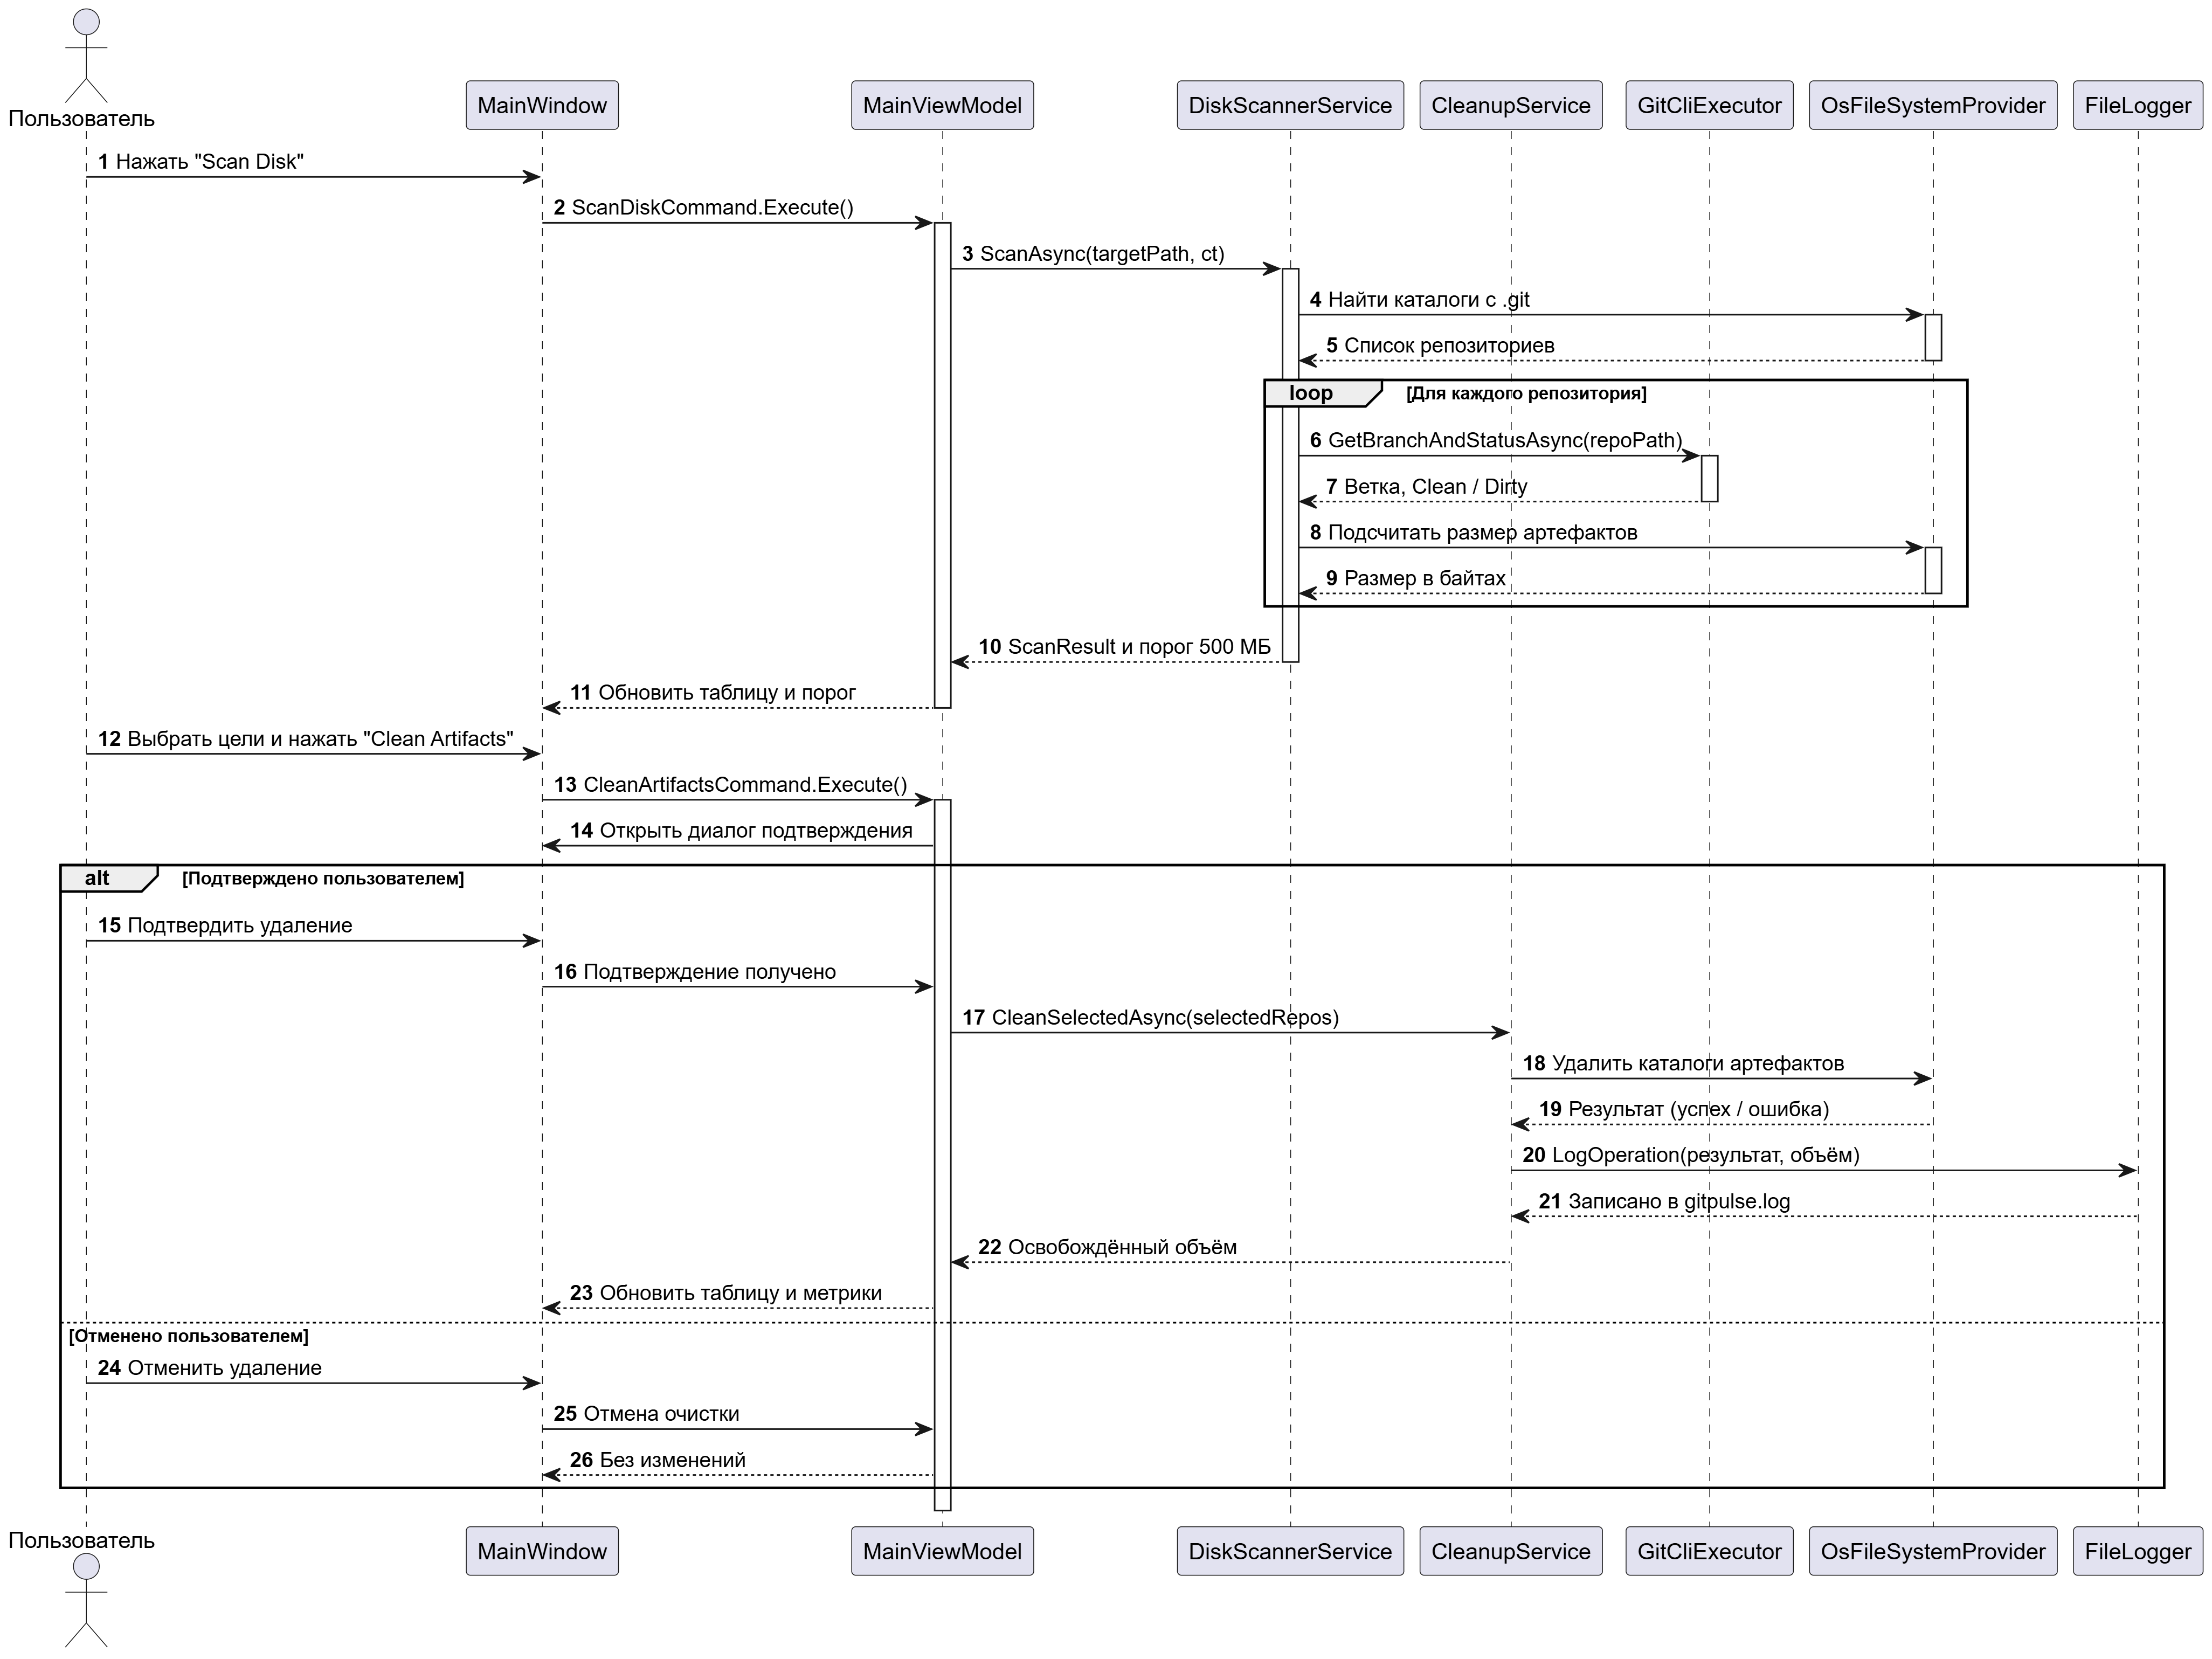 Пользователь
MainWindow
MainViewModel
DiskScannerService
CleanupService
GitCliExecutor
OsFileSystemProvider
FileLogger
1 Нажать "Scan Disk"
2 ScanDiskCommand.Execute()
3 ScanAsync(targetPath, ct)
4 Найти каталоги с .git
5 Список репозиториев
loop [Для каждого репозитория]
6 GetBranchAndStatusAsync(repoPath)
7 Ветка, Clean / Dirty
8 Подсчитать размер артефактов
9 Размер в байтах
10 ScanResult и порог 500 МБ
11 Обновить таблицу и порог
12 Выбрать цели и нажать "Clean Artifacts"
13 CleanArtifactsCommand.Execute()
14 Открыть диалог подтверждения
alt [Подтверждено пользователем]
15 Подтвердить удаление
16 Подтверждение получено
17 CleanSelectedAsync(selectedRepos)
18 Удалить каталоги артефактов
19 Результат (успех / ошибка)
20 LogOperation(результат, объём)
21 Записано в gitpulse.log
22 Освобождённый объём
23 Обновить таблицу и метрики
[Отменено пользователем]
24 Отменить удаление
25 Отмена очистки
26 Без изменений
Пользователь
MainWindow
MainViewModel
DiskScannerService
CleanupService
GitCliExecutor
OsFileSystemProvider
FileLogger